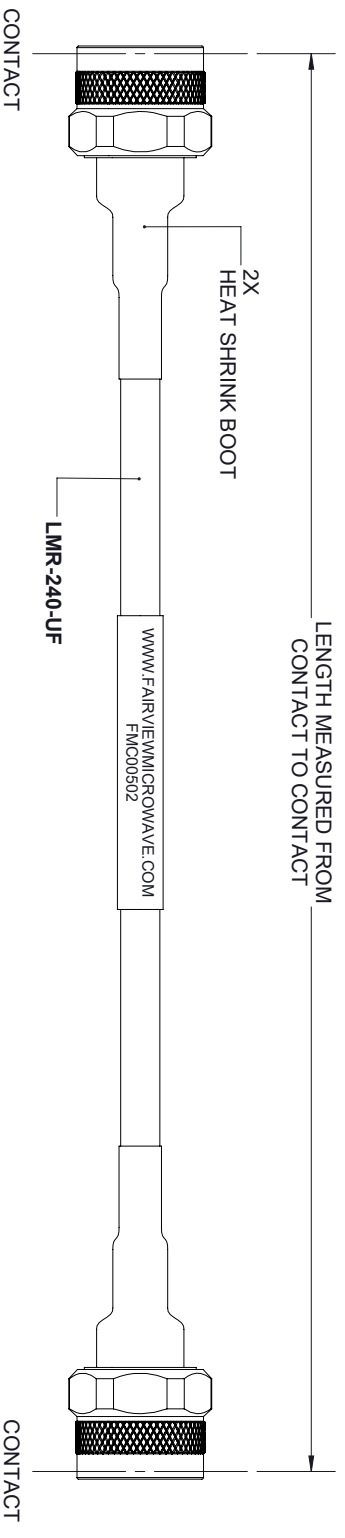 LENGTH MEASURED FROM
CONTACT TO CONTACT
2X
HEAT SHRINK BOOT
LMR-240-UF
WWW.FAIRVIEWMICROWAVE.COM
FMC00502
CONTACT
CONTACT